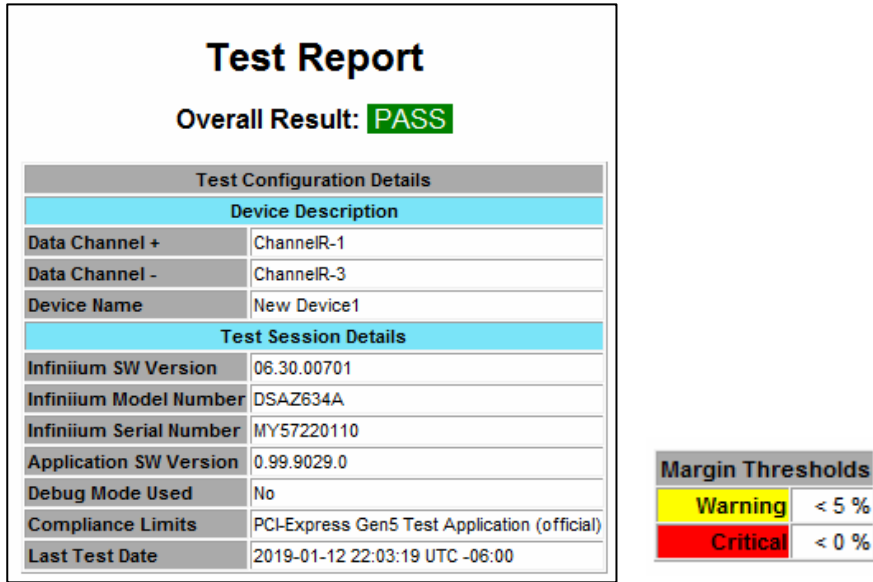 Test Report
Overall Result: PASS
Test Configuration Details
Device Description
Data Channel + ChannelR-1
Data Channel - ChannelR-3
Device Name New Device1
Test Session Details
Infiniium SW Version 06.30.00701
Infiniium Model Number DSAZ634A
Infiniium Serial Number MY57220110
Application SW Version 0.99.9029.0
Debug Mode Used No
Compliance Limits PCI-Express Gen5 Test Application (official)
Last Test Date 2019-01-12 22:03:19 UTC -06:00
Margin Thresholds
Warning < 5 %
Critical < 0 %